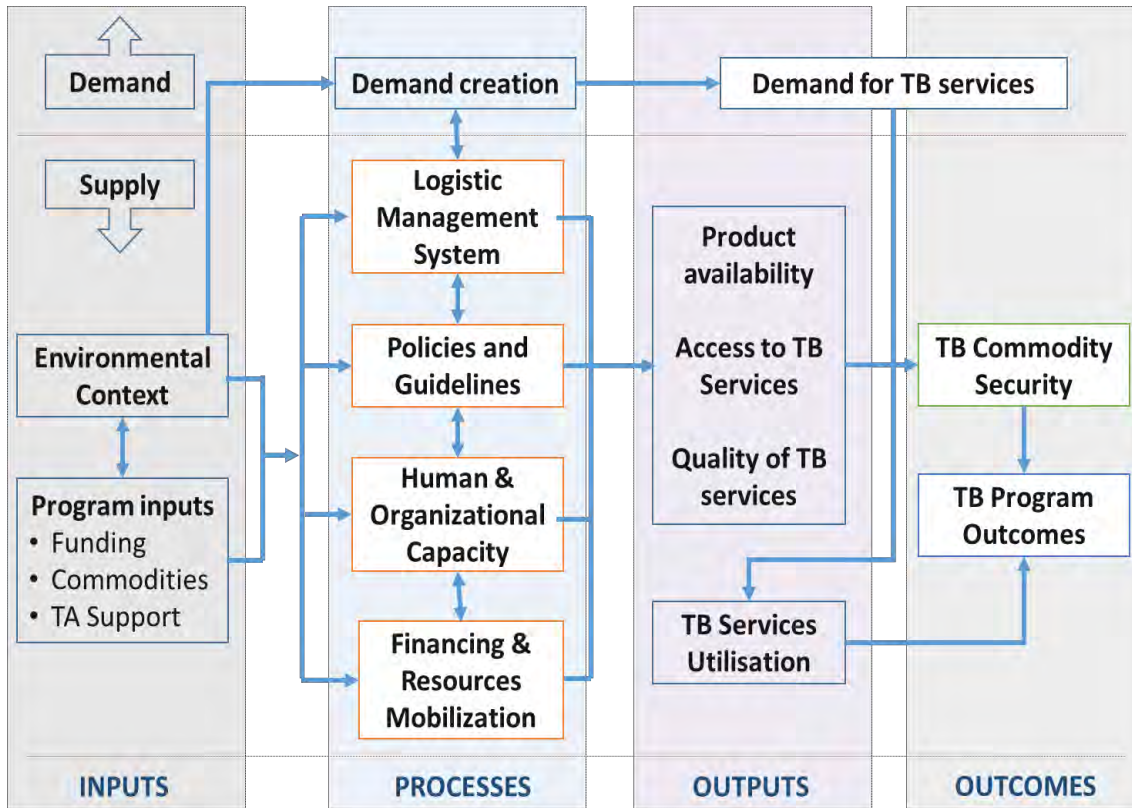 Demand
Demand creation
Demand for TB services
Supply
Logistic
Management
System
Product
availability
Access to TB
Services
Quality of TB
services
Environmental
Context
Policies and
Guidelines
TB Commodity
Security
Program inputs
• Funding
• Commodities
• TA Support
Human &
Organizational
Capacity
TB Program
Outcomes
Financing &
Resources
Mobilization
TB Services
Utilisation
INPUTS
PROCESSES
OUTPUTS
OUTCOMES